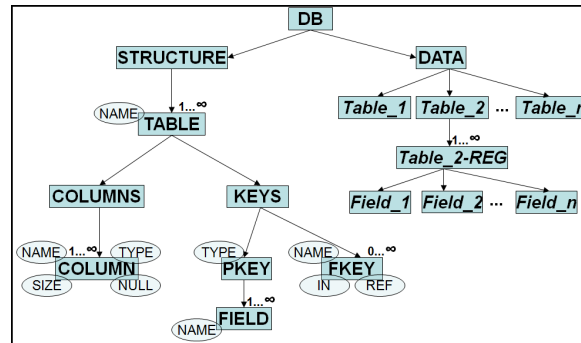 DB
STRUCTURE DATA
NAME 1... ∞ Table_1 Table_2 ... Table_n
TABLE 1... ∞
Table_2-REG
COLUMNS KEYS Field_1 Field_2 ... Field_n
NAME 1... ∞ TYPE TYPE NAME 0... ∞
COLUMN PKEY FKEY
SIZE NULL IN REF
1... ∞
NAME FIELD